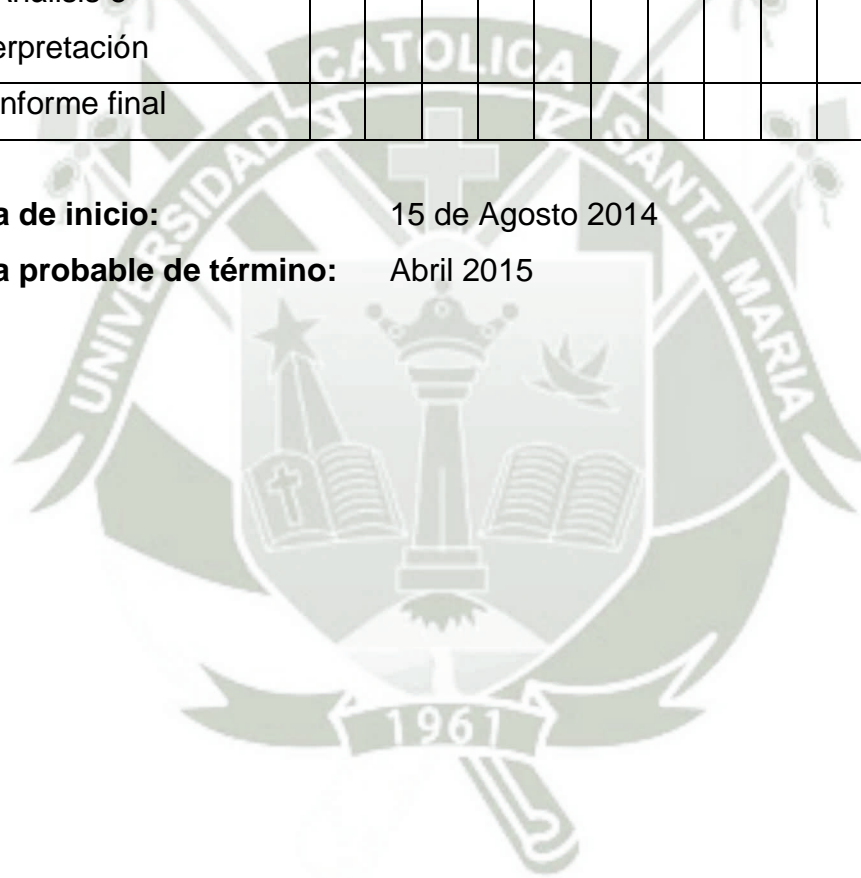 erpretación
nforme final
a de inicio: 15 de Agosto 2014
a probable de término: Abril 2015
UNIVERSIDAD CATOLICA SANTA MARIA
1961